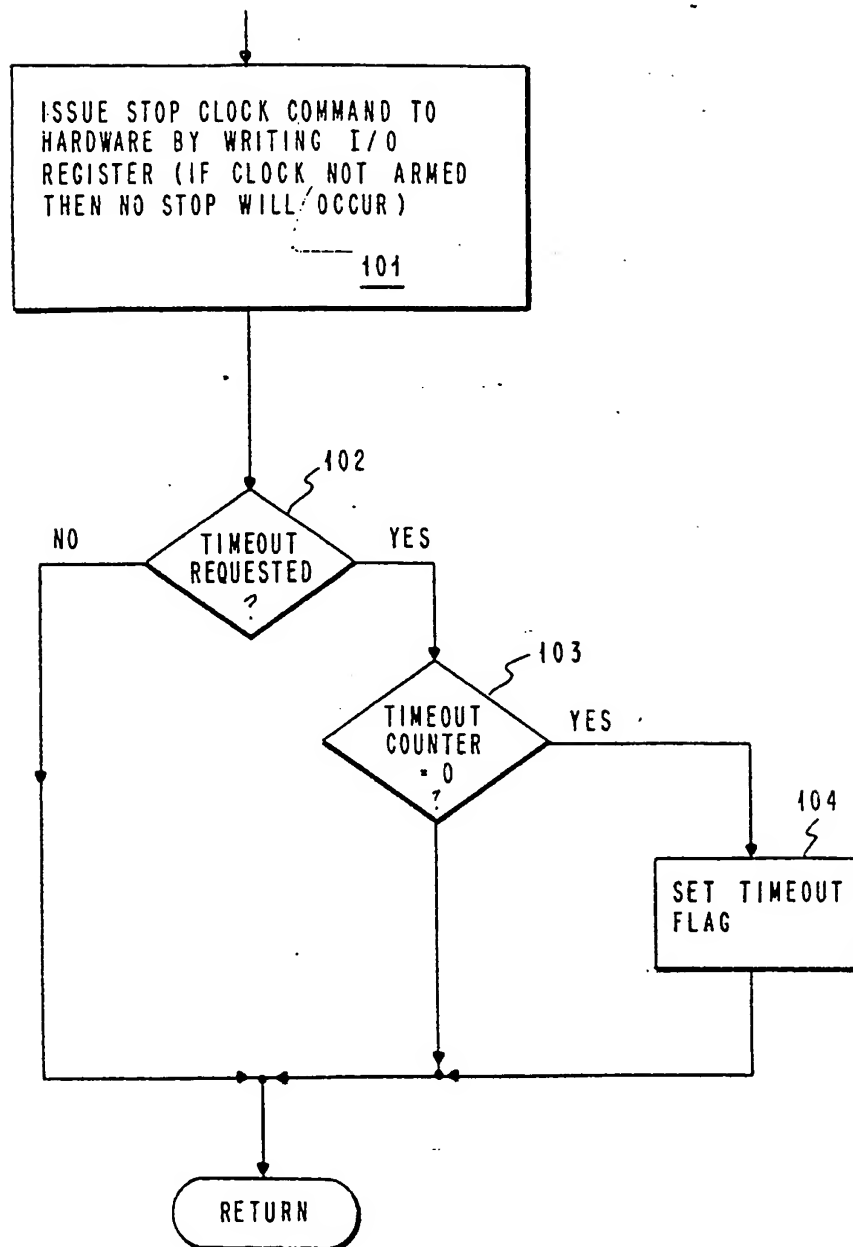 ISSUE STOP CLOCK COMMAND TO
HARDWARE BY WRITING I/O
REGISTER (IF CLOCK NOT ARMED
THEN NO STOP WILL OCCUR)
101
102
NO
TIMEOUT
REQUESTED
?
YES
103
TIMEOUT
COUNTER
= 0
?
YES
104
SET TIMEOUT
FLAG
RETURN